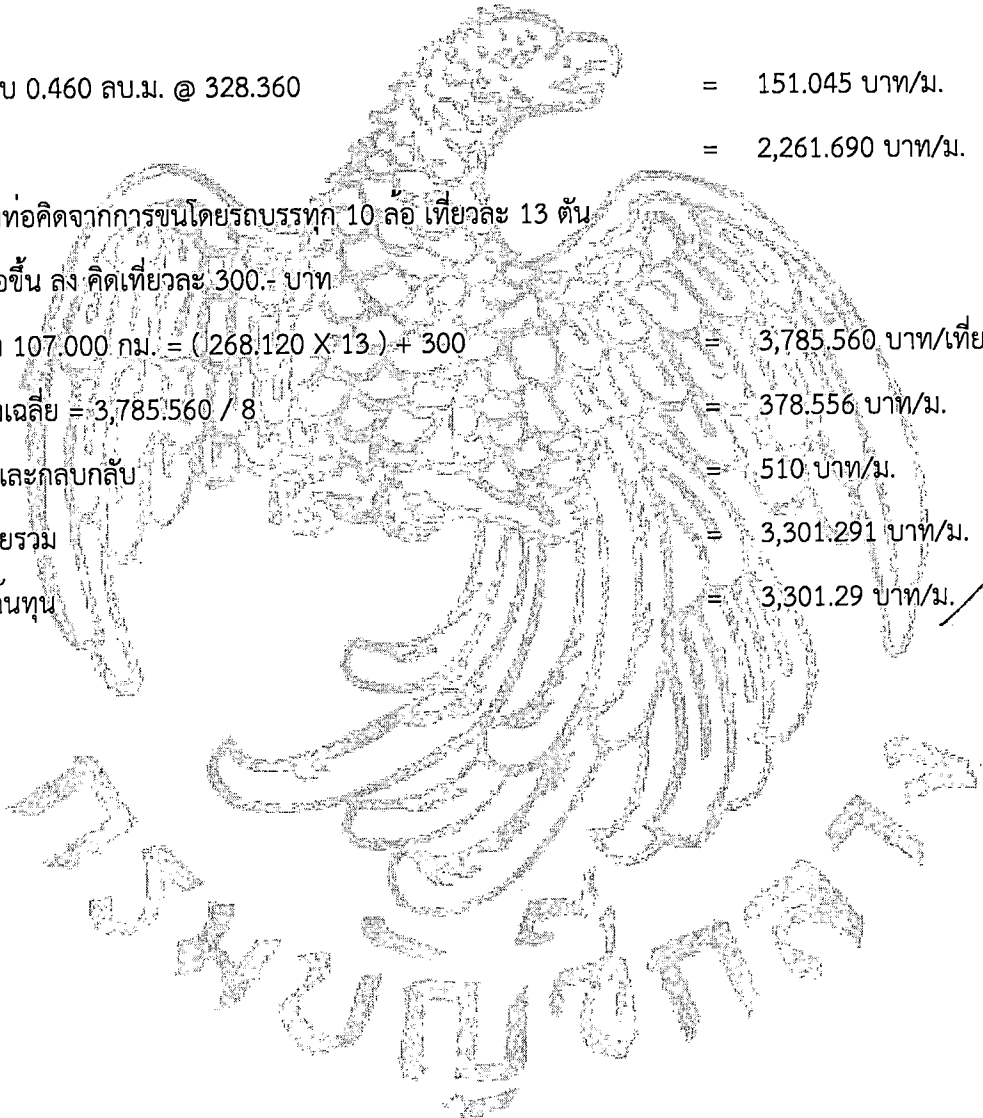 บ 0.460 ลบ.ม. @ 328.360 = 151.045 บาท/ม.
= 2,261.690 บาท/ม.
ท่อคิดจากการขนโดยรถบรรทุก 10 ล้อ เที่ยวละ 13 ตัน
อขึ้น ลง คิดเที่ยวละ 300.- บาท
107.000 กม. = ( 268.120 X 13 ) + 300 = 3,785.560 บาท/เที่ย
เฉลี่ย = 3,785.560 / 8 = 378.556 บาท/ม.
และกลบกลับ = 510 บาท/ม.
ยรวม = 3,301.291 บาท/ม.
้นทุน = 3,301.29 บาท/ม.